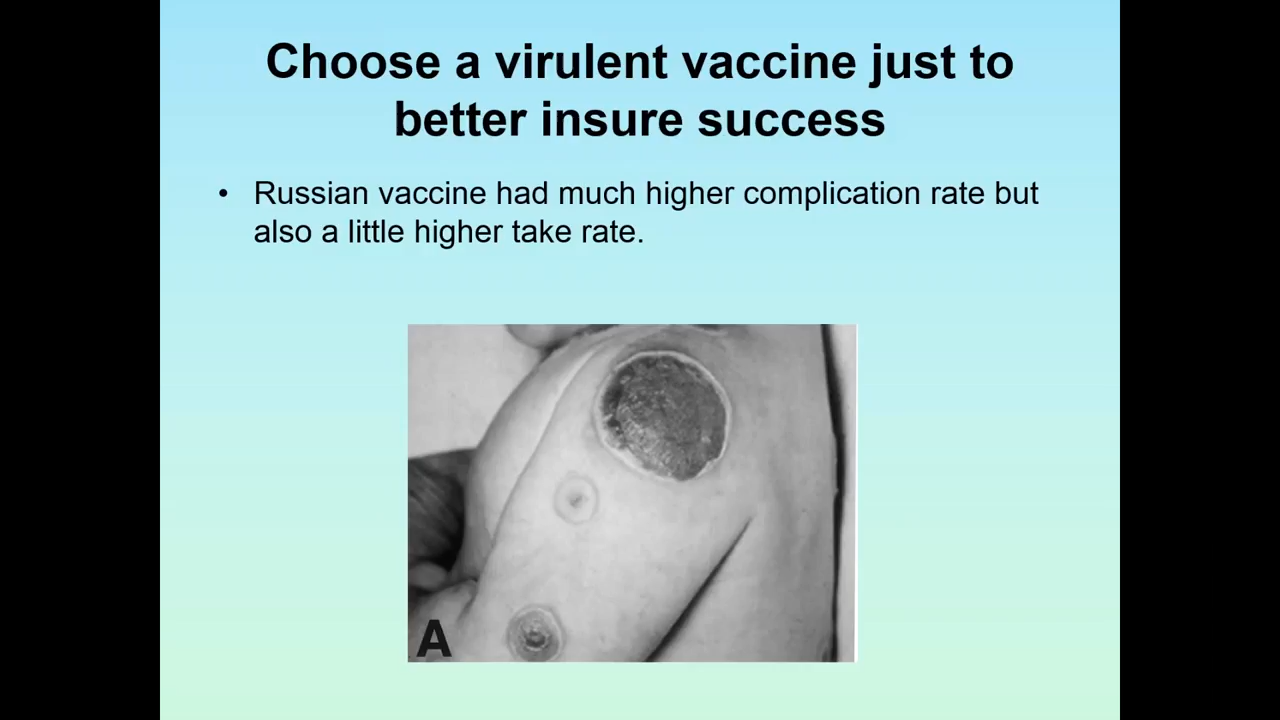 Choose a virulent vaccine just to
better insure success
• Russian vaccine had much higher complication rate but
also a little higher take rate.
A